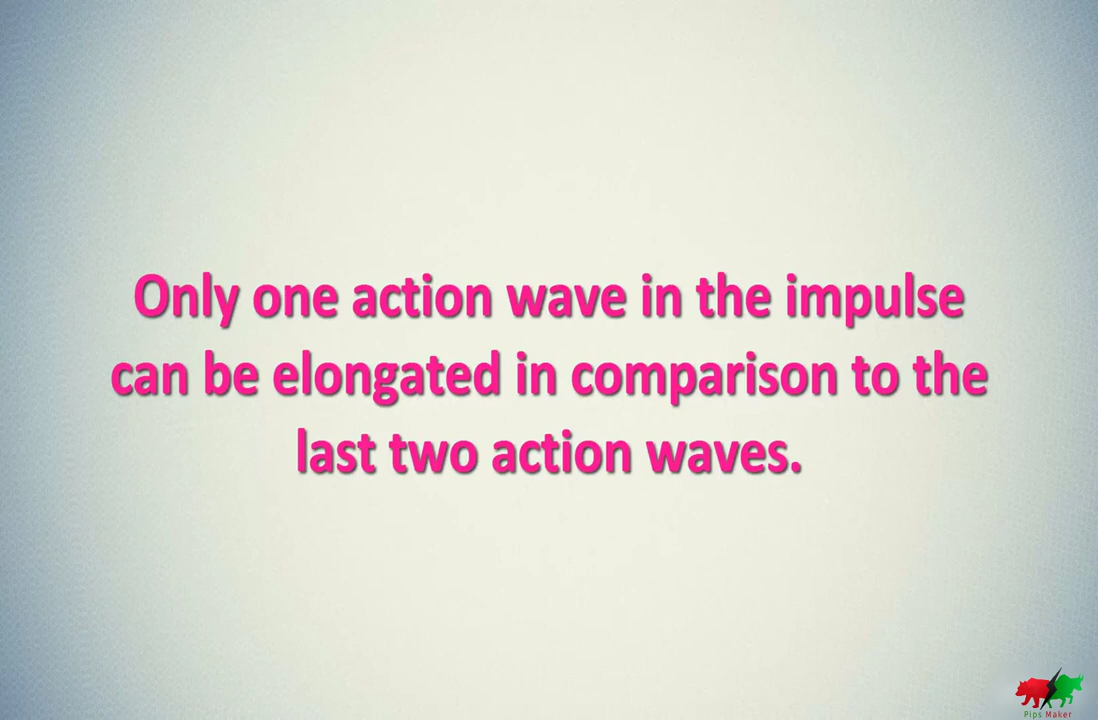 Only one action wave in the impulse
can be elongated in comparison to the
last two action waves.
Pips Maker